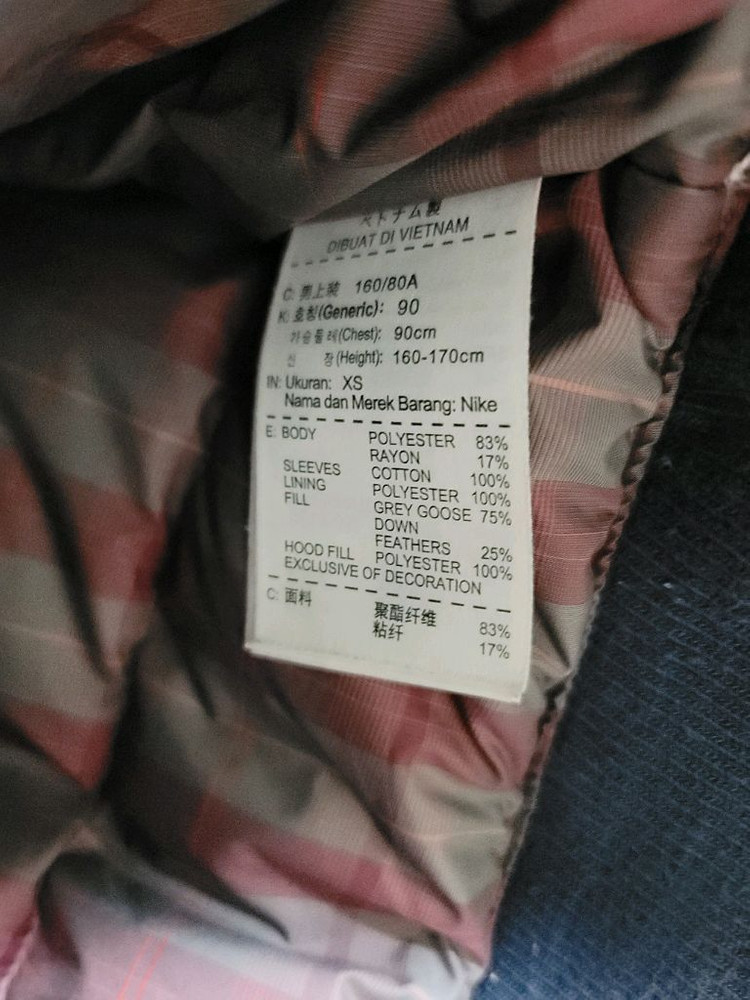 ベトナム製
DIBUAT DI VIETNAM
C: 男上装 160/80A
K: 호칭(Generic): 90
가슴둘레(Chest): 90cm
신 장(Height): 160-170cm
IN: Ukuran: XS
Nama dan Merek Barang: Nike
E: BODY POLYESTER 83%
RAYON 17%
SLEEVES COTTON 100%
LINING POLYESTER 100%
FILL GREY GOOSE 75%
DOWN
FEATHERS 25%
HOOD FILL POLYESTER 100%
EXCLUSIVE OF DECORATION
C: 面料 聚酯纤维 83%
粘纤 17%